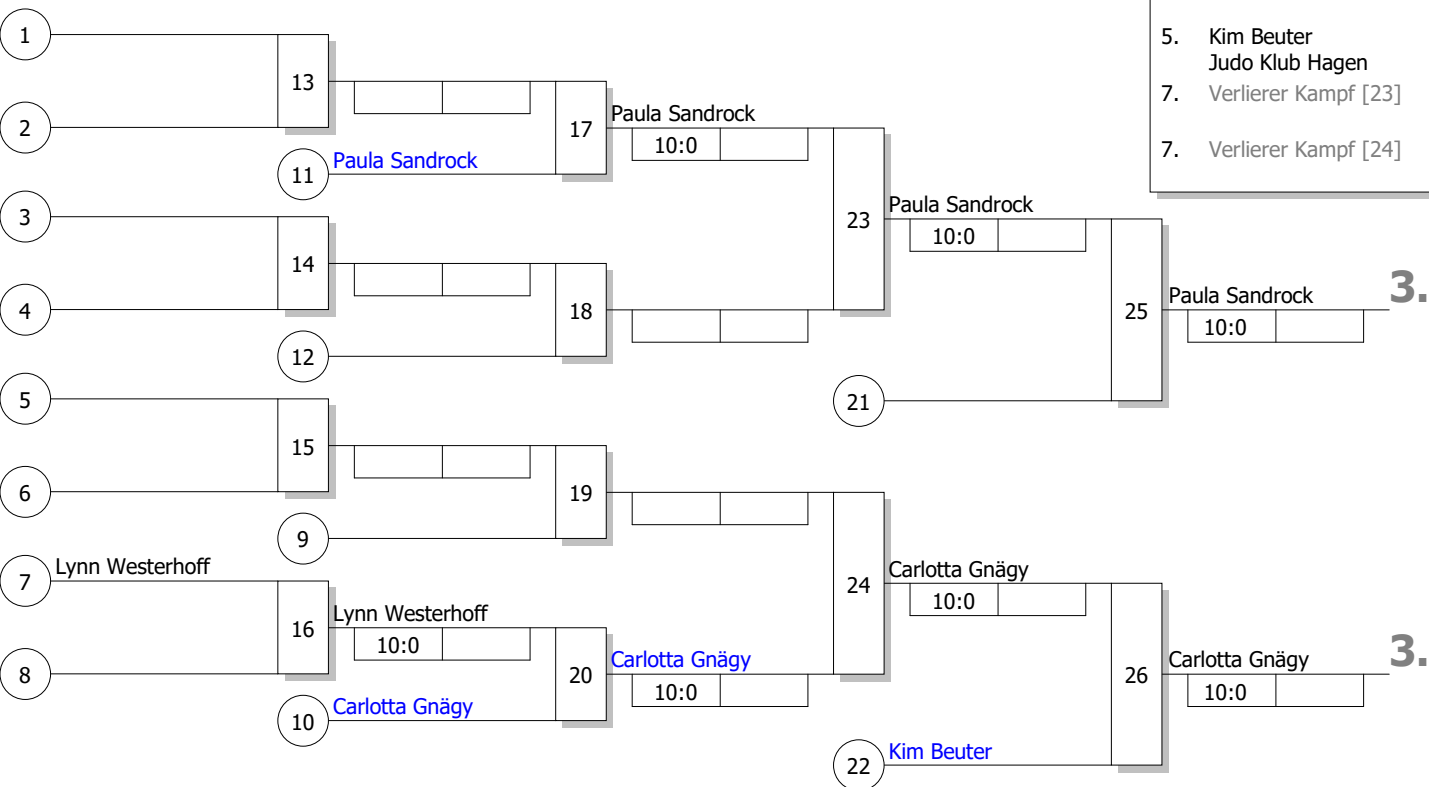 1
13
2
17
Paula Sandrock
10:0
11
Paula Sandrock
3
14
4
18
12
23
Paula Sandrock
10:0
25
Paula Sandrock
10:0
3.
21
5
15
6
19
9
7
Lynn Westerhoff
16
Lynn Westerhoff
10:0
8
20
Carlotta Gnägy
10:0
10
Carlotta Gnägy
24
Carlotta Gnägy
10:0
26
Carlotta Gnägy
10:0
3.
22
Kim Beuter
5. Kim Beuter
Judo Klub Hagen
7. Verlierer Kampf [23]
7. Verlierer Kampf [24]